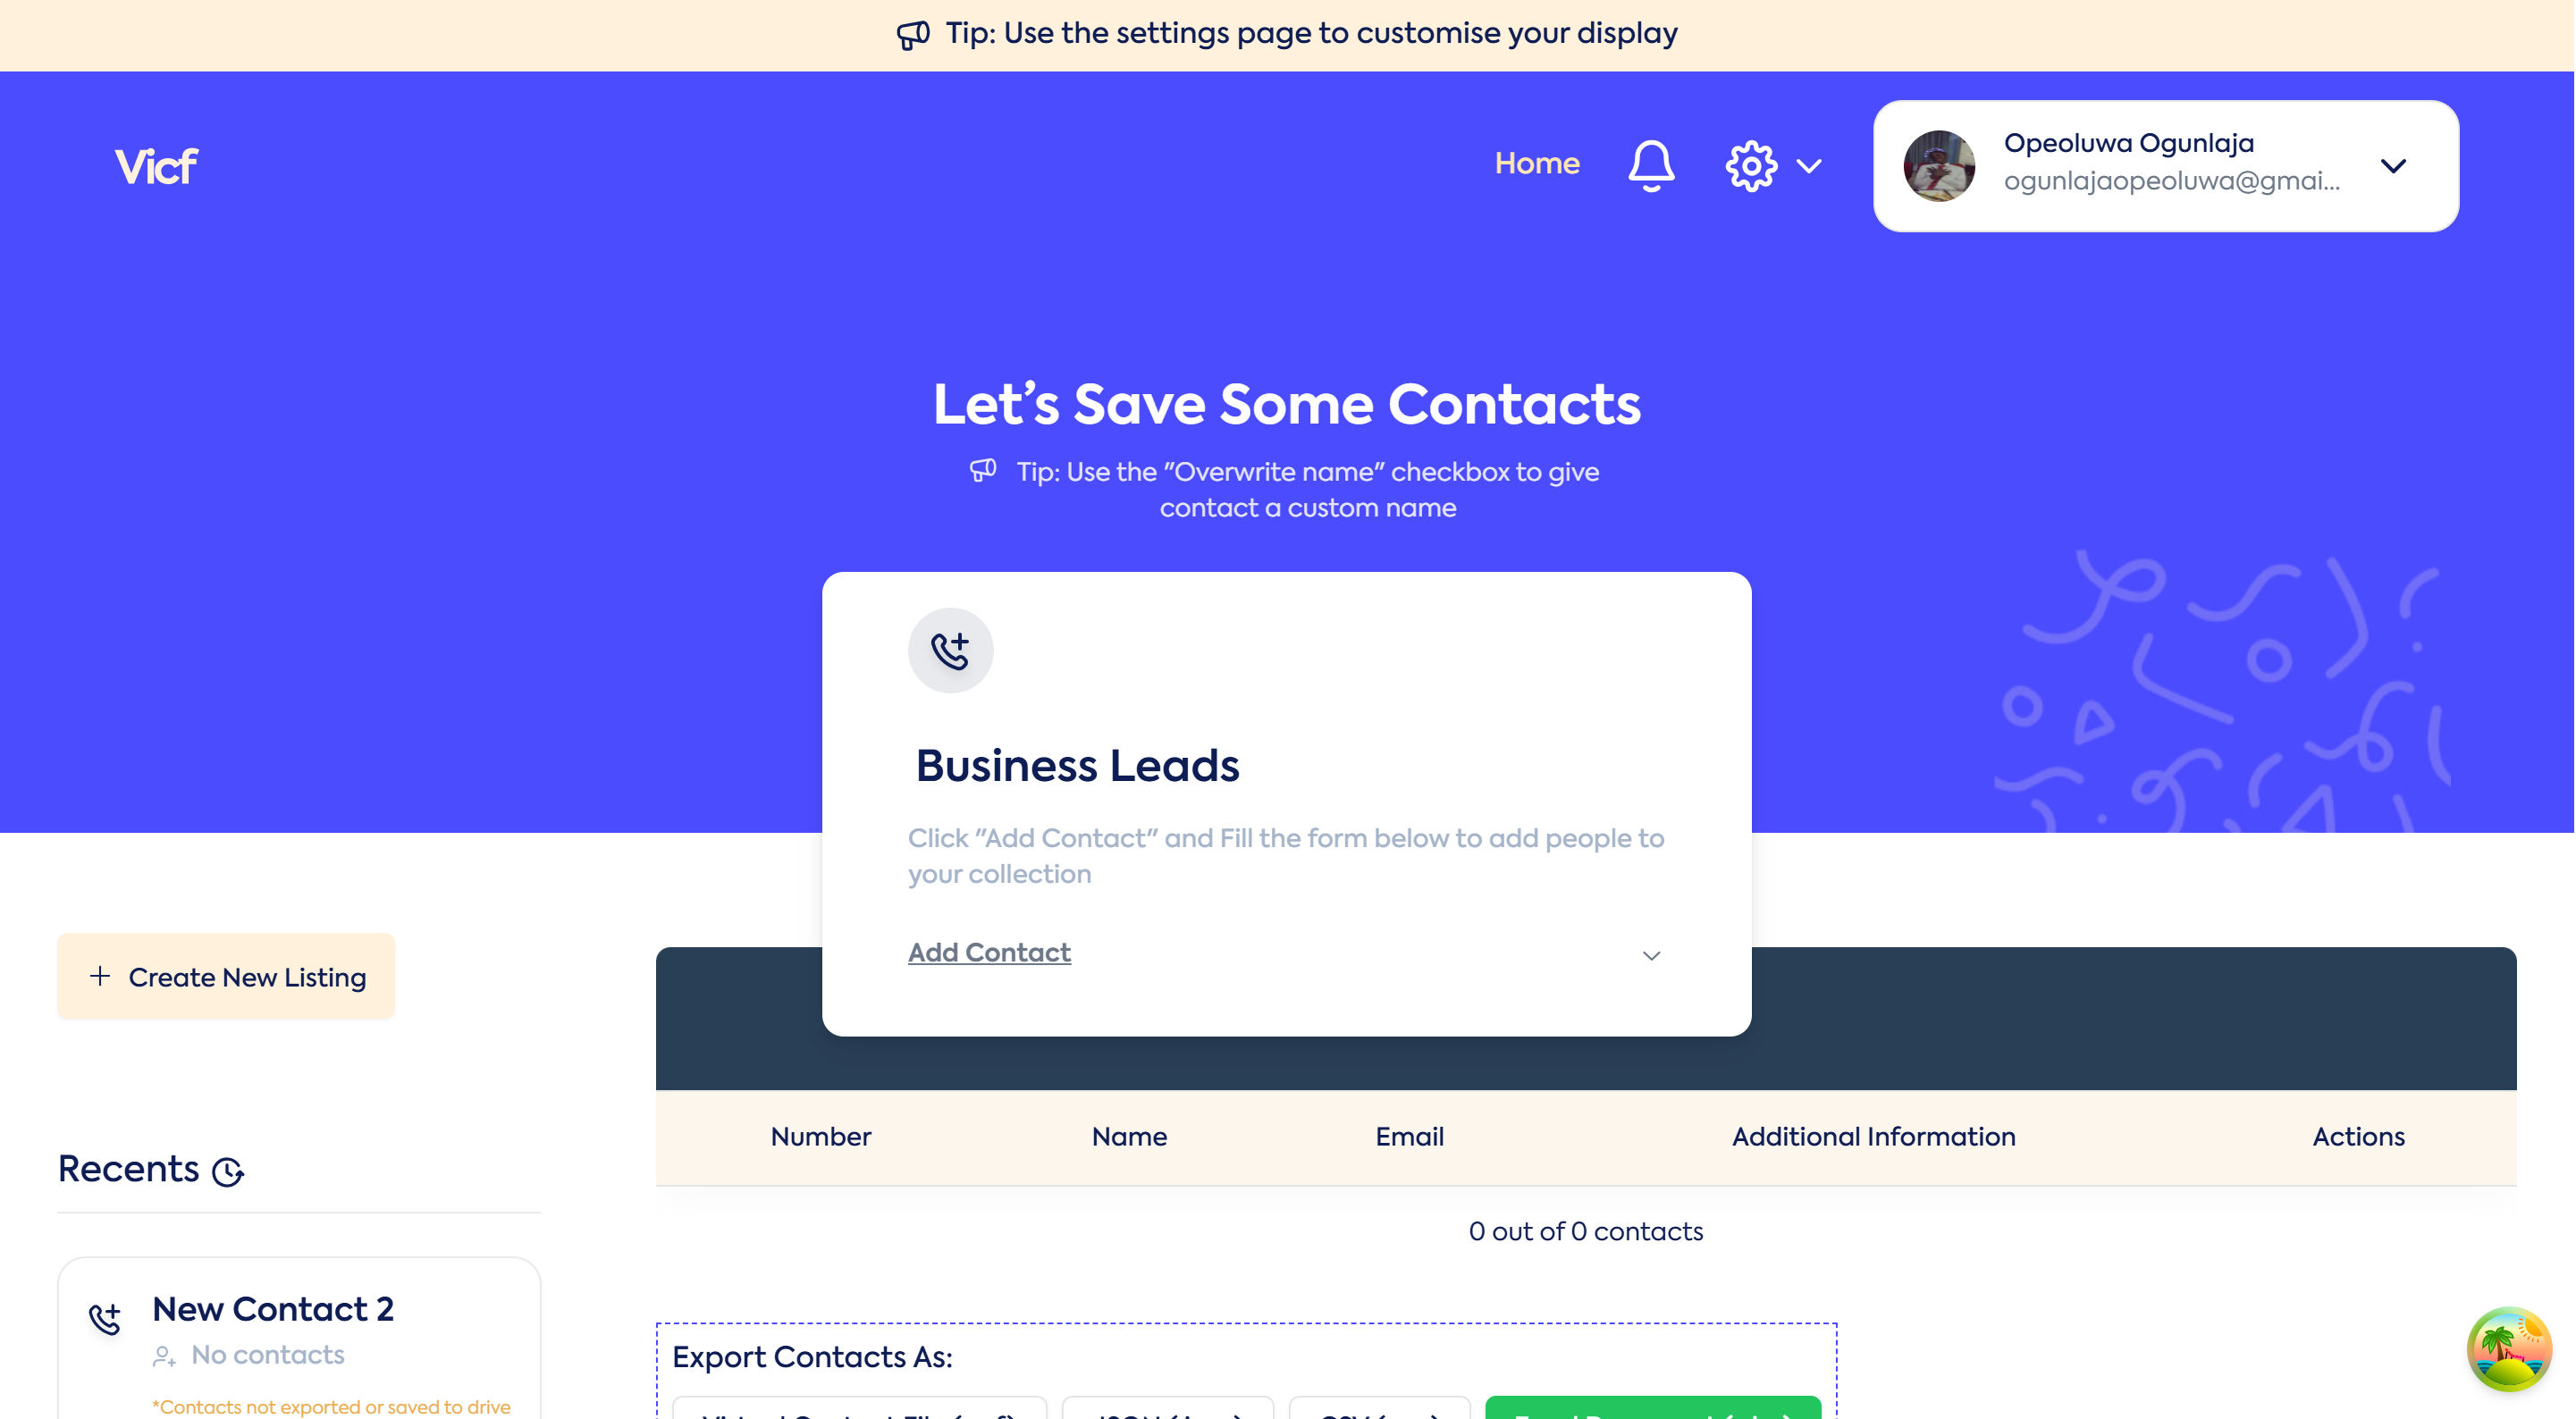 Tip: Use the settings page to customise your display
Vicf
Home
Opeoluwa Ogunlaja
ogunlajaopeoluwa@gmai...
Let's Save Some Contacts
Tip: Use the "Overwrite name" checkbox to give
contact a custom name
Business Leads
Click "Add Contact" and Fill the form below to add people to
your collection
Add Contact
Create New Listing
Recents
New Contact 2
No contacts
*Contacts not exported or saved to drive
Number Name Email Additional Information Actions
0 out of 0 contacts
Export Contacts As: